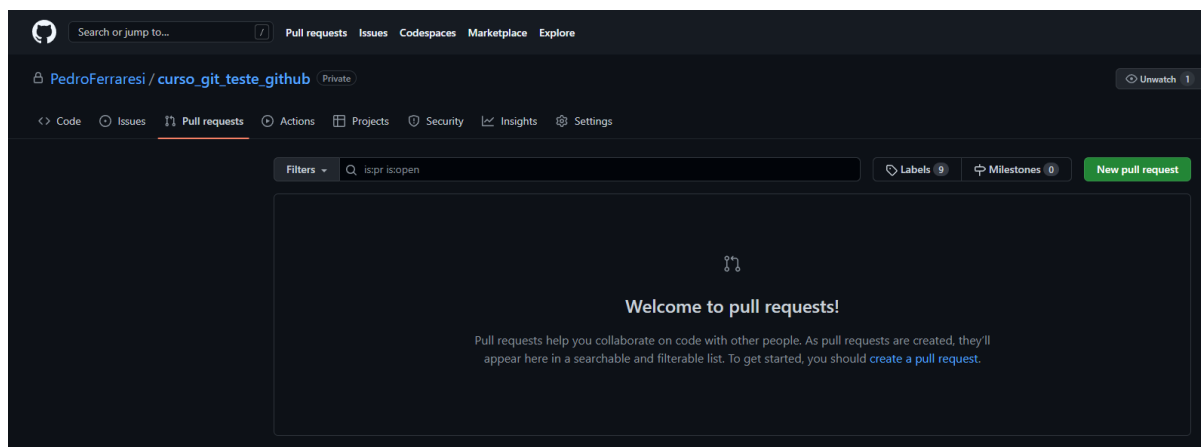 Search or jump to... / Pull requests Issues Codespaces Marketplace Explore
PedroFerraresi / curso_git_teste_github Private Unwatch 1
<> Code Issues Pull requests Actions Projects Security Insights Settings
Filters is:pr is:open Labels 9 Milestones 0 New pull request
Welcome to pull requests!
Pull requests help you collaborate on code with other people. As pull requests are created, they'll
appear here in a searchable and filterable list. To get started, you should create a pull request.